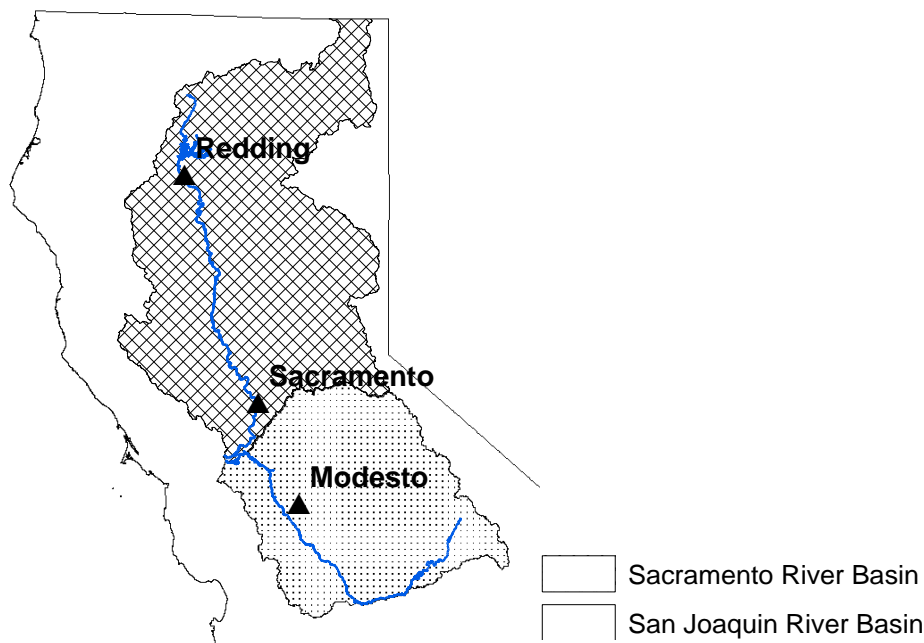 Redding
Sacramento
Modesto
Sacramento River Basin
San Joaquin River Basin